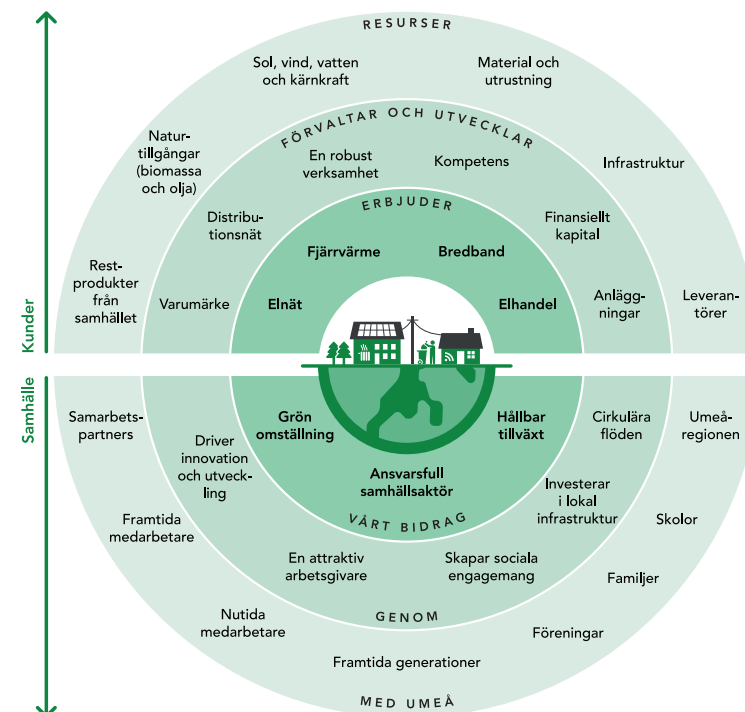 RESURSER
Sol, vind, vatten
och kärnkraft
Material och
utrustning
Natur-
tillgångar
(biomassa
och olja)
Infrastruktur
Rest-
produkter
från
samhället
Leveran-
törer
FÖRVALTAR OCH UTVECKLAR
En robust
verksamhet
Kompetens
Distribu-
tionsnät
Finansiellt
kapital
Varumärke
Anlägg-
ningar
ERBJUDER
Fjärrvärme
Bredband
Elnät
Elhandel
Kunder
Samhälle
Grön
omställning
Hållbar
tillväxt
Ansvarsfull
samhällsaktör
VÅRT BIDRAG
Driver
innovation
och utveck-
ling
Cirkulära
flöden
Investerar
i lokal
infrastruktur
En attraktiv
arbetsgivare
Skapar sociala
engagemang
GENOM
Samarbets-
partners
Umeå-
regionen
Framtida
medarbetare
Skolor
Familjer
Nutida
medarbetare
Föreningar
Framtida generationer
MED UMEÅ